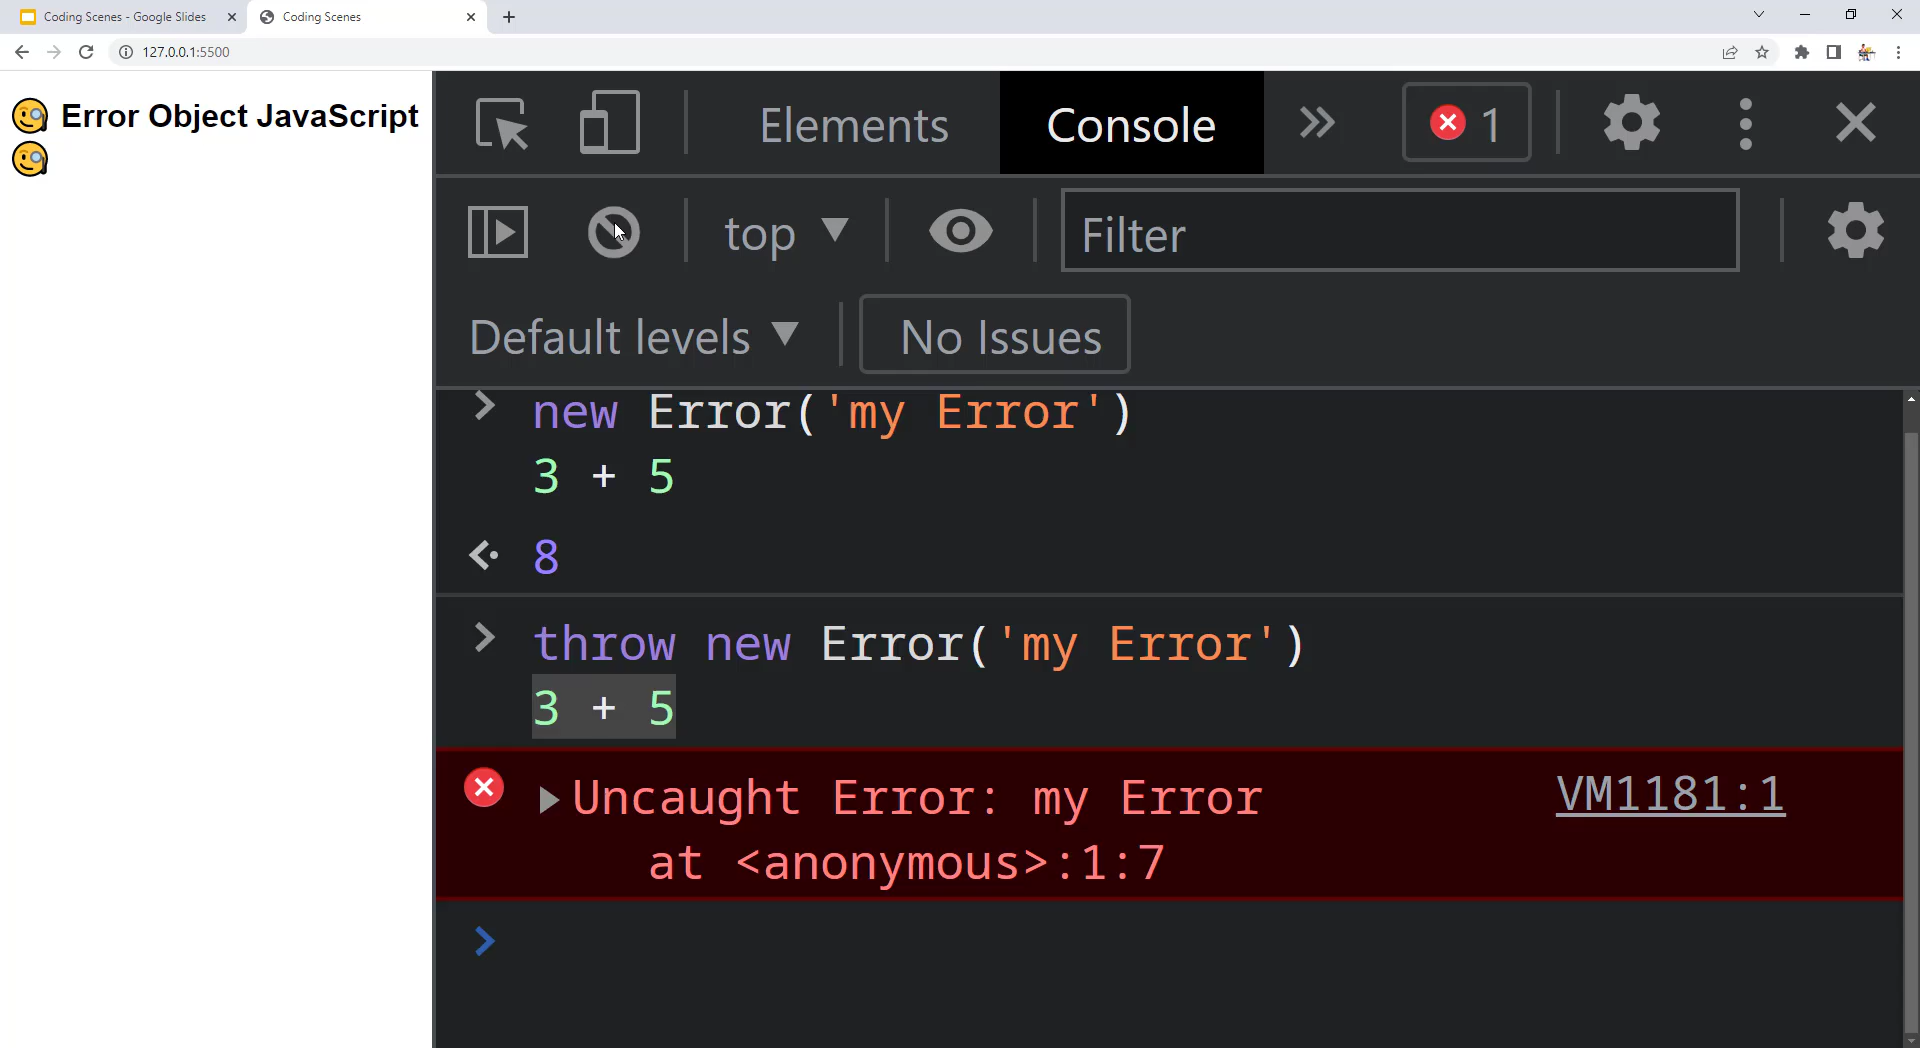 Coding Scenes - Google Slides
Coding Scenes
127.0.0.1:5500
Error Object JavaScript
Elements
Console
1
top
Filter
Default levels
No Issues
new Error('my Error')
3 + 5
8
throw new Error('my Error')
3 + 5
Uncaught Error: my Error
VM1181:1
at <anonymous>:1:7